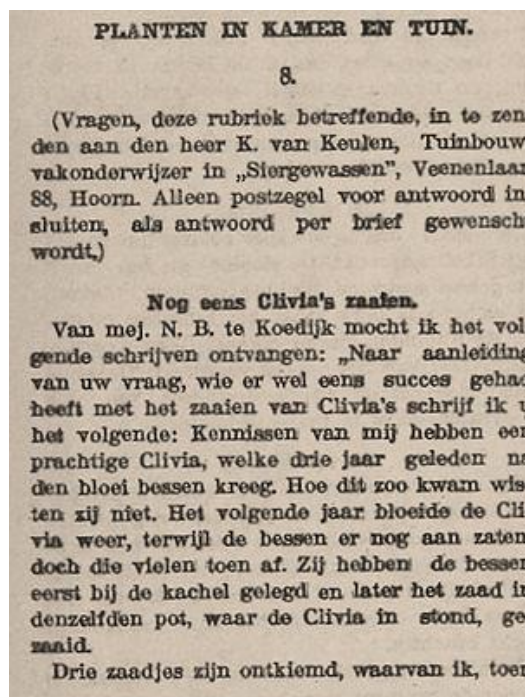 PLANTEN IN KAMER EN TUIN.
8.
(Vragen, deze rubriek betreffende, in te zen
den aan den heer K. van Keulen, Tuinbouw
vakonderwijzer in „Siergewassen”, Veenenlaan
88, Hoorn. Alleen postzegel voor antwoord in
sluiten, als antwoord per brief gewensch
wordt.)
Nog eens Clivia's zaaien.
Van mej. N. B. te Koedijk mocht ik het vol
gende schrijven ontvangen: „Naar aanleiding
van uw vraag, wie er wel eens succes gehad
heeft met het zaaien van Clivia's schrijf ik u
het volgende: Kennissen van mij hebben een
prachtige Clivia, welke drie jaar geleden na
den bloei bessen kreeg. Hoe dit zoo kwam wis
ten zij niet. Het volgende jaar bloeide de Cli
via weer, terwijl de bessen er nog aan zaten
doch die vielen toen af. Zij hebben de bessen
eerst bij de kachel gelegd en later het zaad in
denzelfden pot, waar de Clivia in stond, ge
zaaid.
Drie zaadjes zijn ontkiemd, waarvan ik, toen